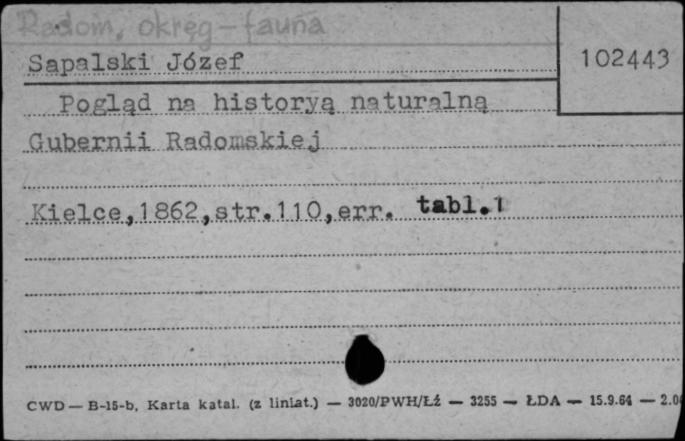 Radom, okręg - fauna
Sapalski Józef
102443
Pogląd na historyą naturalną
Gubernii Radomskiej
Kielce,1862,str.110,err. tabl.1
CWD — B-15-b, Karta katal. (z liniat.) — 3020/PWH/Łź — 3255 — ŁDA — 15.9.64 — 2.0